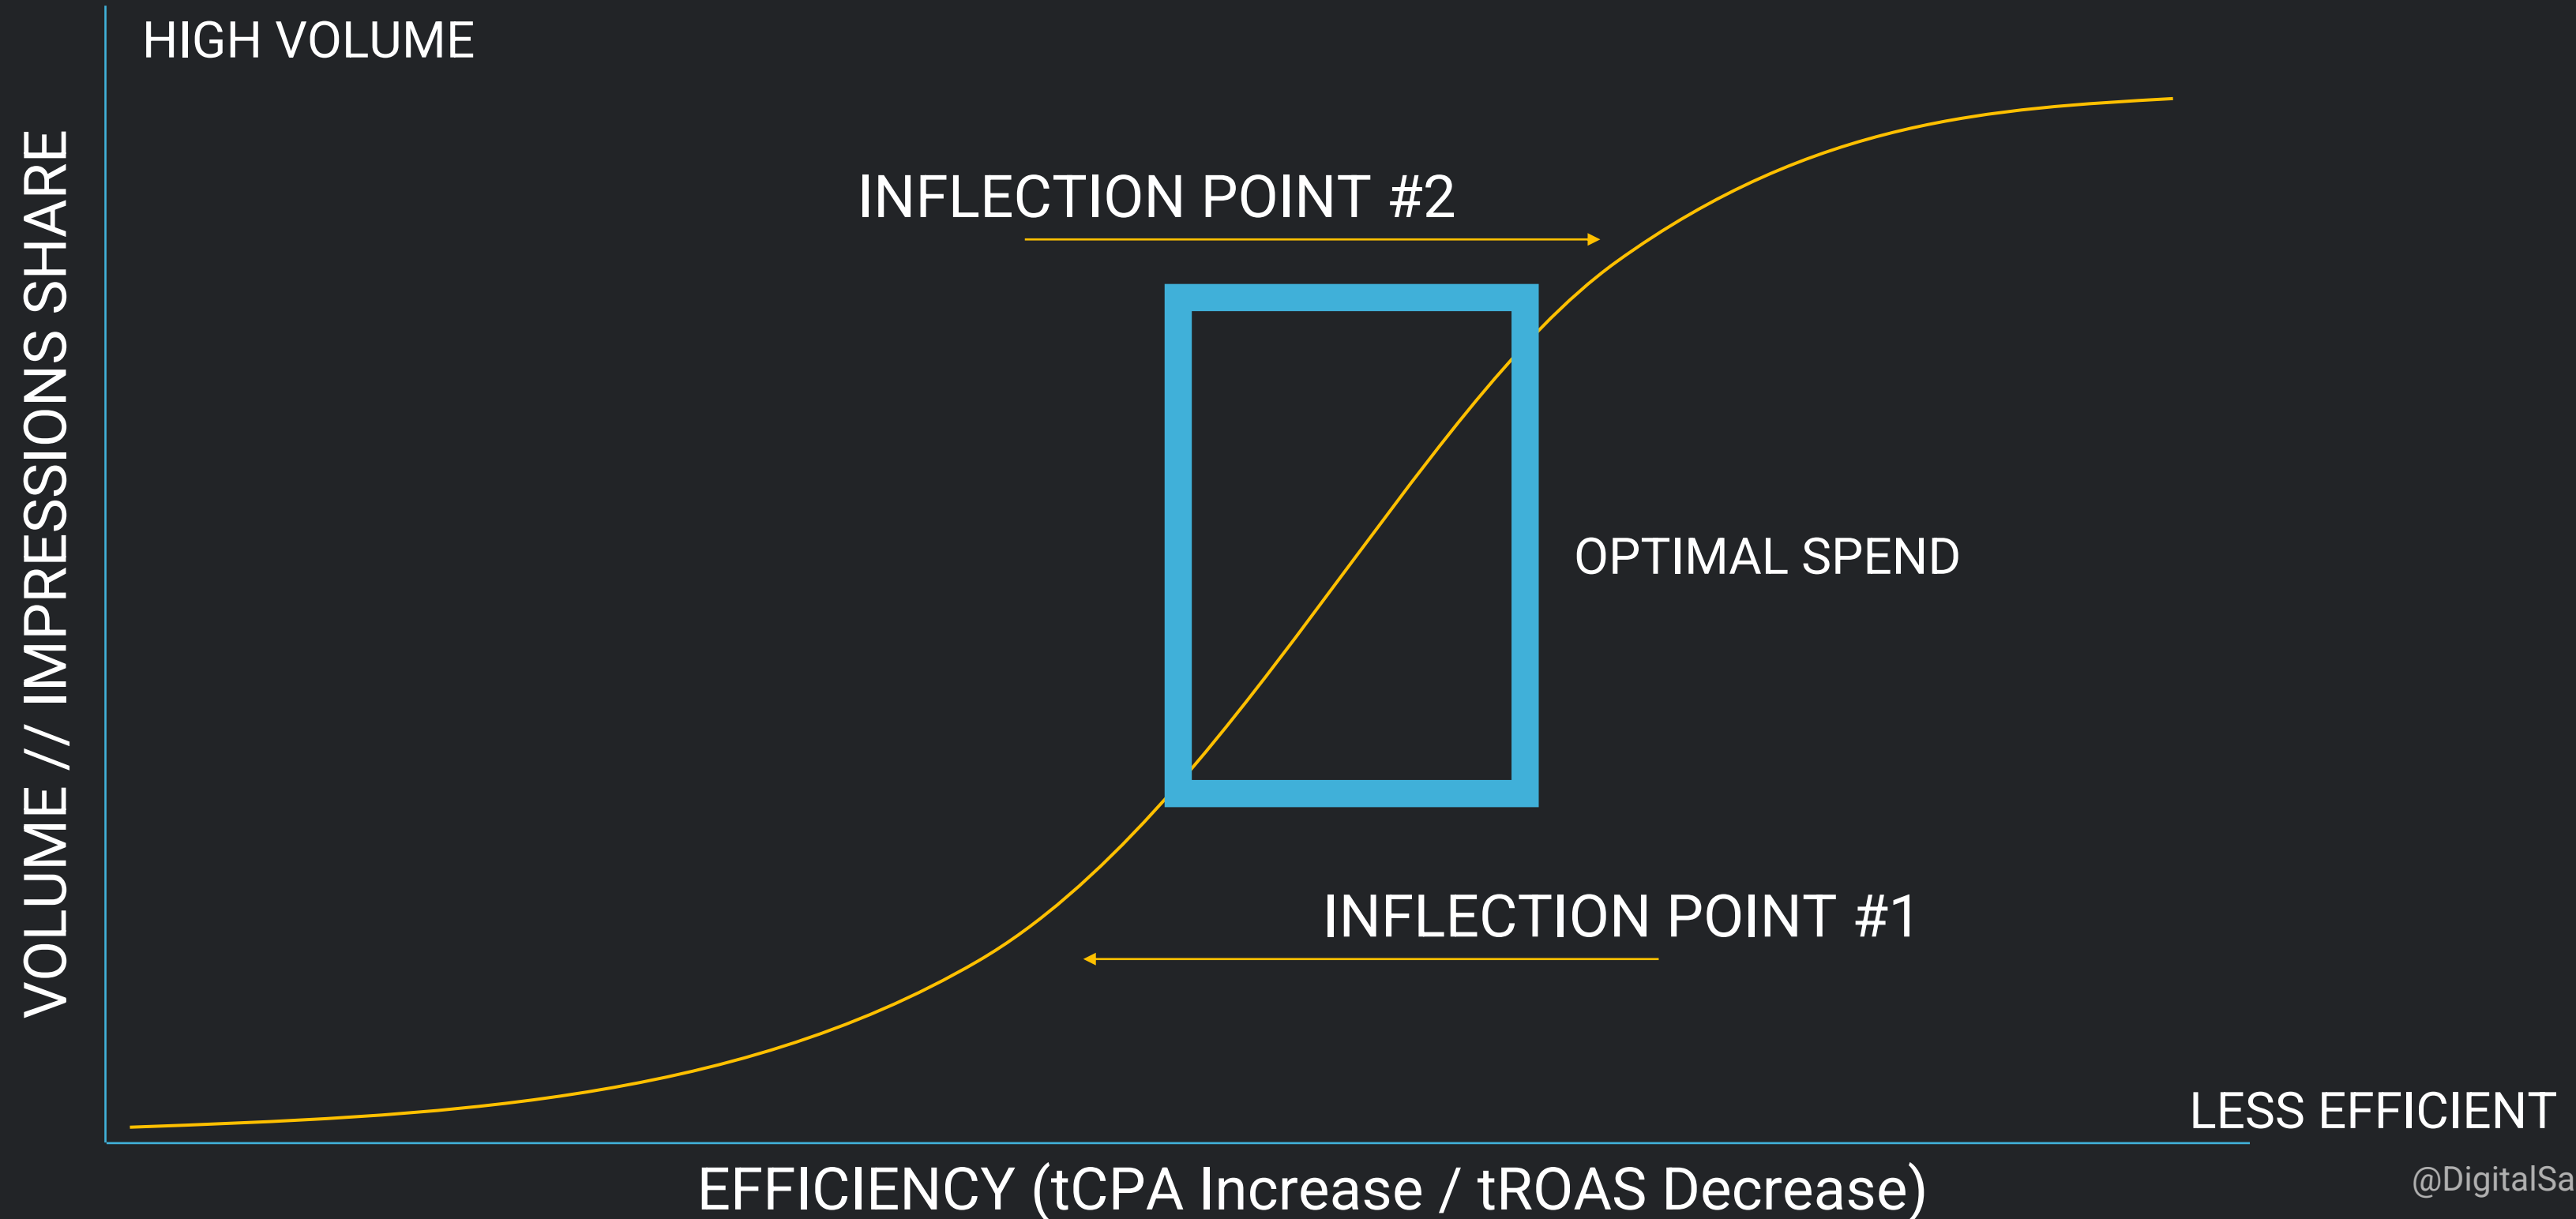 HIGH VOLUME
VOLUME // IMPRESSIONS SHARE
INFLECTION POINT #2
OPTIMAL SPEND
INFLECTION POINT #1
LESS EFFICIENT
EFFICIENCY (tCPA Increase / tROAS Decrease)
@DigitalSa